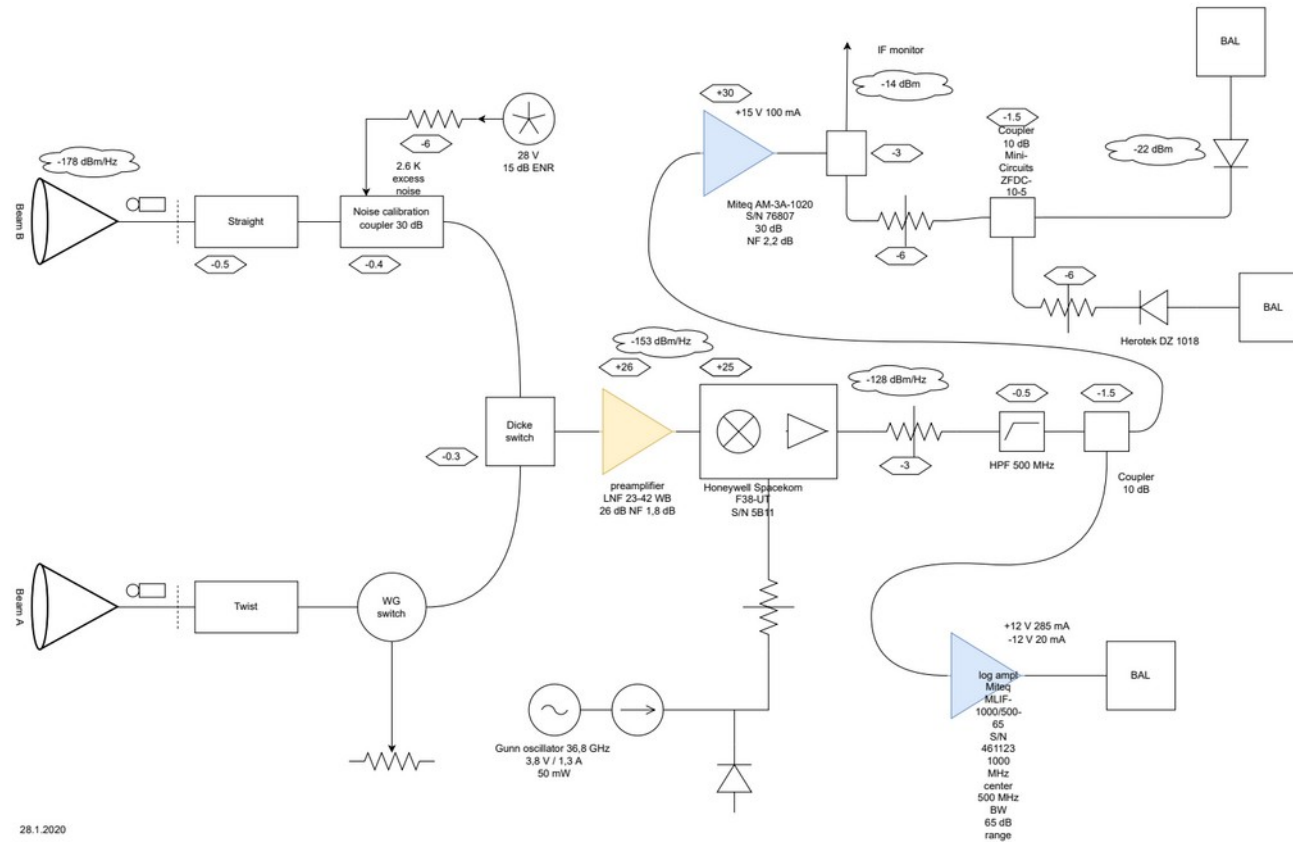 BAL
IF monitor
-14 dBm
+30
+15 V 100 mA
-1.5
Coupler
10 dB
Mini-
Circuits
ZFDC-
10-5
-22 dBm
-3
Miteq AM-3A-1020
S/N 76807
30 dB
NF 2,2 dB
-6
-6
BAL
Herotek DZ 1018
-178 dBm/Hz
Beam B
-6
2.6 K
excess
noise
28 V
15 dB ENR
Straight
Noise calibration
coupler 30 dB
-0.5
-0.4
-153 dBm/Hz
+26
+25
-128 dBm/Hz
-0.5
-1.5
Dicke
switch
-0.3
preamplifier
LNF 23-42 WB
26 dB NF 1,8 dB
Honeywell Spacekom
F38-UT
S/N 5B11
-3
HPF 500 MHz
Coupler
10 dB
Beam A
Twist
WG
switch
+12 V 285 mA
-12 V 20 mA
log ampl
Miteq
MLIF-
1000/500-
65
S/N
461123
1000
MHz
center
500 MHz
BW
65 dB
range
BAL
Gunn oscillator 36,8 GHz
3,8 V / 1,3 A
50 mW
28.1.2020